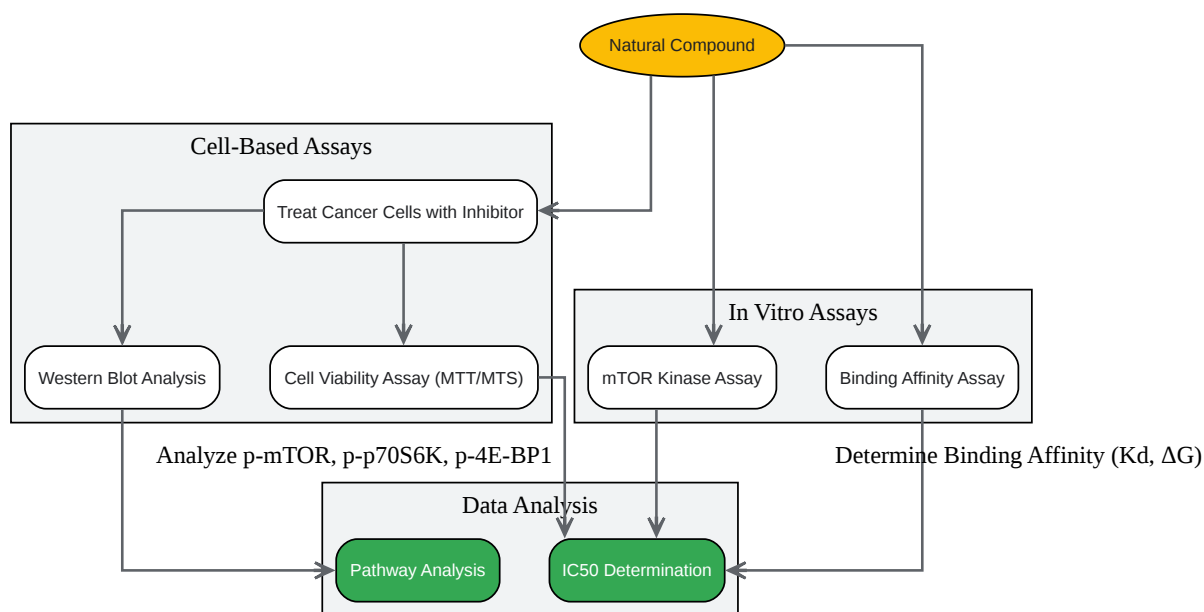 Natural Compound
Cell-Based Assays
Treat Cancer Cells with Inhibitor
In Vitro Assays
Western Blot Analysis
Cell Viability Assay (MTT/MTS)
mTOR Kinase Assay
Binding Affinity Assay
Analyze p-mTOR, p-p70S6K, p-4E-BP1
Determine Binding Affinity (Kd, ΔG)
Data Analysis
Pathway Analysis
IC50 Determination